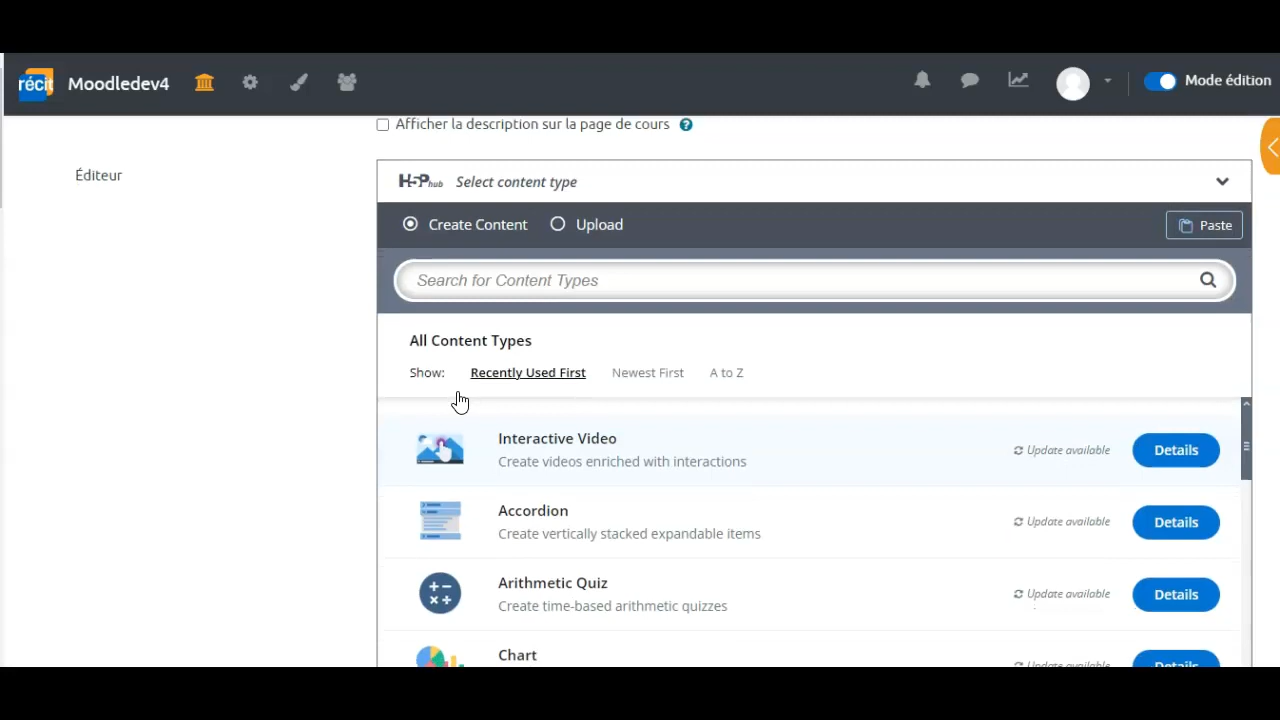 récit Moodledev4 Mode édition
Afficher la description sur la page de cours
Éditeur
H5P hub Select content type
Create Content Upload Paste
Search for Content Types
All Content Types
Show: Recently Used First Newest First A to Z
Interactive Video
Create videos enriched with interactions
Update available Details
Accordion
Create vertically stacked expandable items
Update available Details
Arithmetic Quiz
Create time-based arithmetic quizzes
Update available Details
Chart
Update available Details